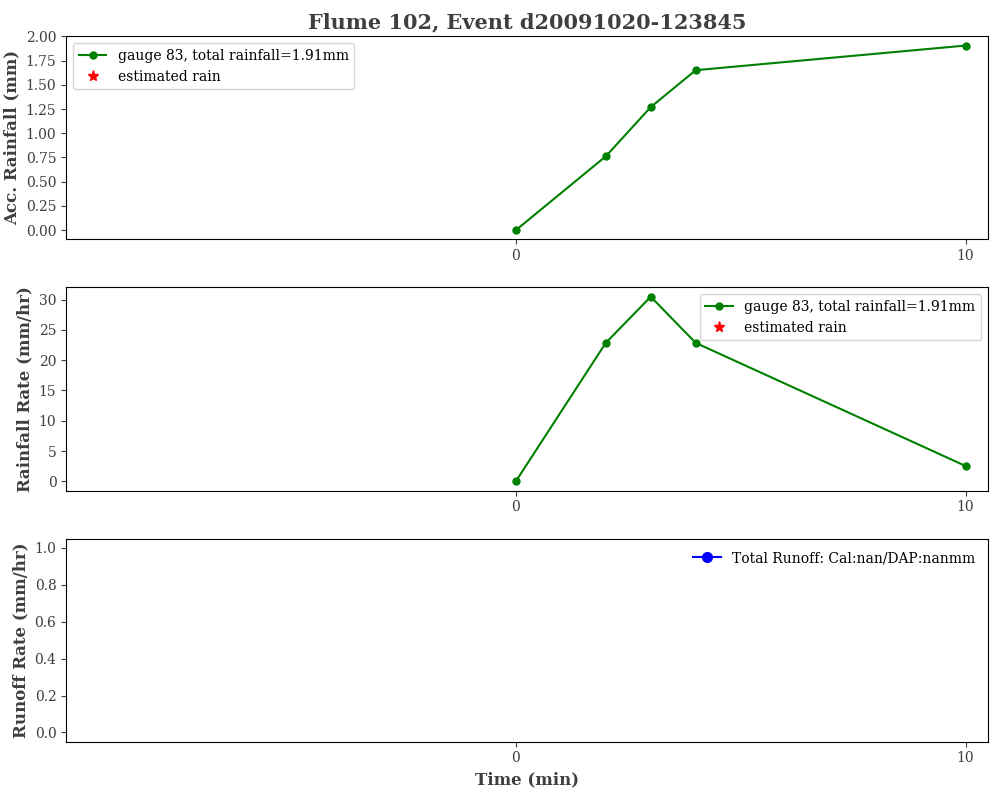 Flume 102, Event d20091020-123845
Acc. Rainfall (mm)
2.00
1.75
1.50
1.25
1.00
0.75
0.50
0.25
0.00
gauge 83, total rainfall=1.91mm
estimated rain
0
10
Rainfall Rate (mm/hr)
30
25
20
15
10
5
0
gauge 83, total rainfall=1.91mm
estimated rain
0
10
Runoff Rate (mm/hr)
1.0
0.8
0.6
0.4
0.2
0.0
Total Runoff: Cal:nan/DAP:nanmm
0
10
Time (min)